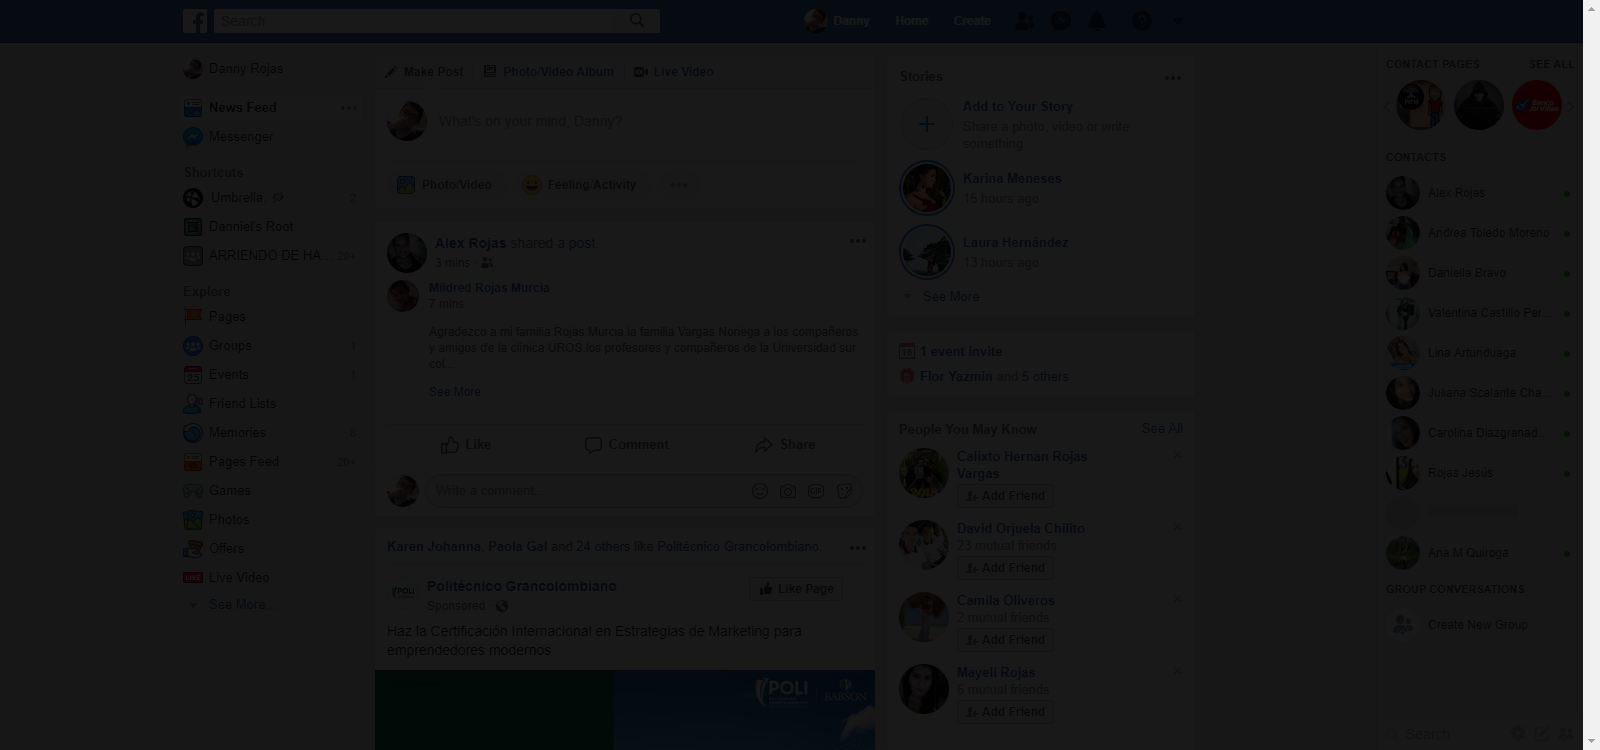 Search
Danny
Home
Create
Danny Rojas
News Feed
Messenger
Shortcuts
Umbrella
2
Danniel's Root
ARRIENDO DE HA...
20+
Explore
Pages
Groups
1
Events
Friend Lists
Memories
6
Pages Feed
20+
Games
Photos
Offers
Live Video
See More...
Make Post
Photo/Video Album
Live Video
What's on your mind, Danny?
Photo/Video
Feeling/Activity
Alex Rojas shared a post.
3 mins
Mildred Rojas Murcia
7 mins
Agradezco a mi familia Rojas Murcia la familia Vargas Noriega a los compañeros
y amigos de la clínica UROS los profesores y compañeros de la Universidad sur
col...
See More
Like
Comment
Share
Write a comment...
Karen Johanna, Paola Gal and 24 others like Politécnico Grancolombiano.
Politécnico Grancolombiano
Sponsored
Like Page
Haz la Certificación Internacional en Estrategias de Marketing para
emprendedores modernos
POLI
BABSON
Stories
Add to Your Story
Share a photo, video or write
something
Karina Meneses
15 hours ago
Laura Hernández
13 hours ago
See More
1 event invite
Flor Yazmin and 5 others
People You May Know
See All
Calixto Hernan Rojas
Vargas
Add Friend
David Orjuela Chilito
23 mutual friends
Add Friend
Camila Oliveros
2 mutual friends
Add Friend
Mayeli Rojas
5 mutual friends
Add Friend
CONTACT PAGES
SEE ALL
CONTACTS
Alex Rojas
Andrea Toledo Moreno
Daniella Bravo
Valentina Castillo Per...
Lina Artunduaga
Juliana Scalante Cha...
Carolina Diazgranad...
Rojas Jesús
Ana M Quiroga
GROUP CONVERSATIONS
Create New Group
Search